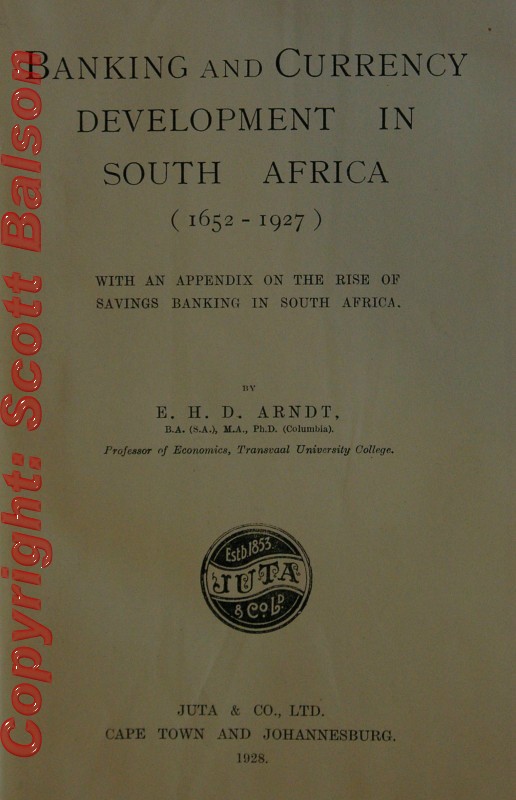 BANKING AND CURRENCY
DEVELOPMENT IN
SOUTH AFRICA
( 1652 - 1927 )
WITH AN APPENDIX ON THE RISE OF
SAVINGS BANKING IN SOUTH AFRICA.
BY
E. H. D. ARNDT,
B.A. (S.A.), M.A., Ph.D. (Columbia).
Professor of Economics, Transvaal University College.
Estb 1853
JUTA
& Co. LD
JUTA & CO., LTD.
CAPE TOWN AND JOHANNESBURG.
1928.
Copyright: Scott Balson